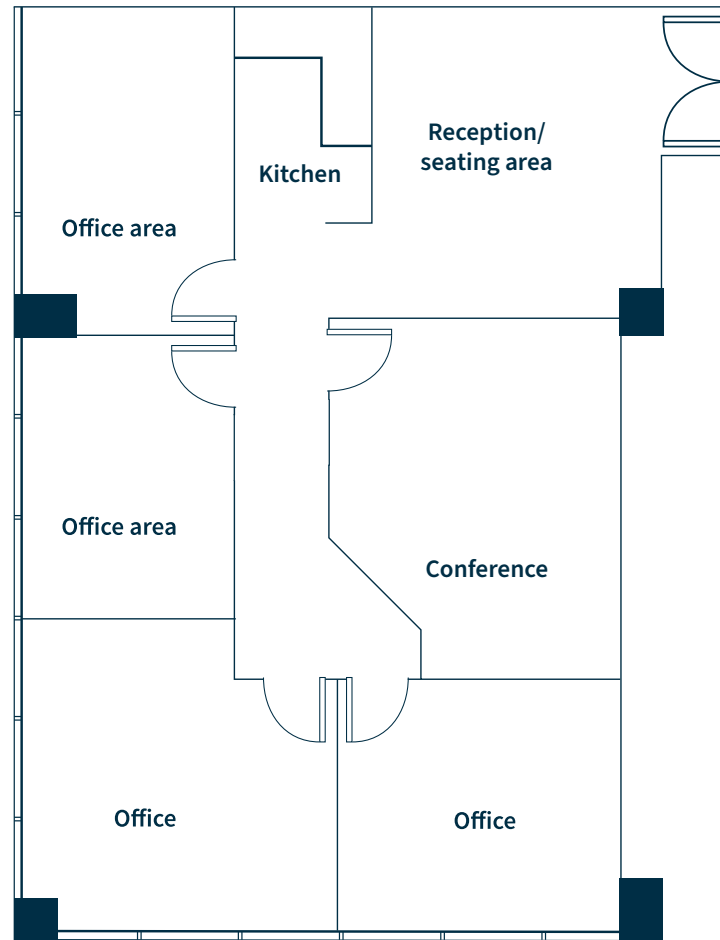 Reception/
seating area
Kitchen
Office area
Office area
Conference
Office
Office